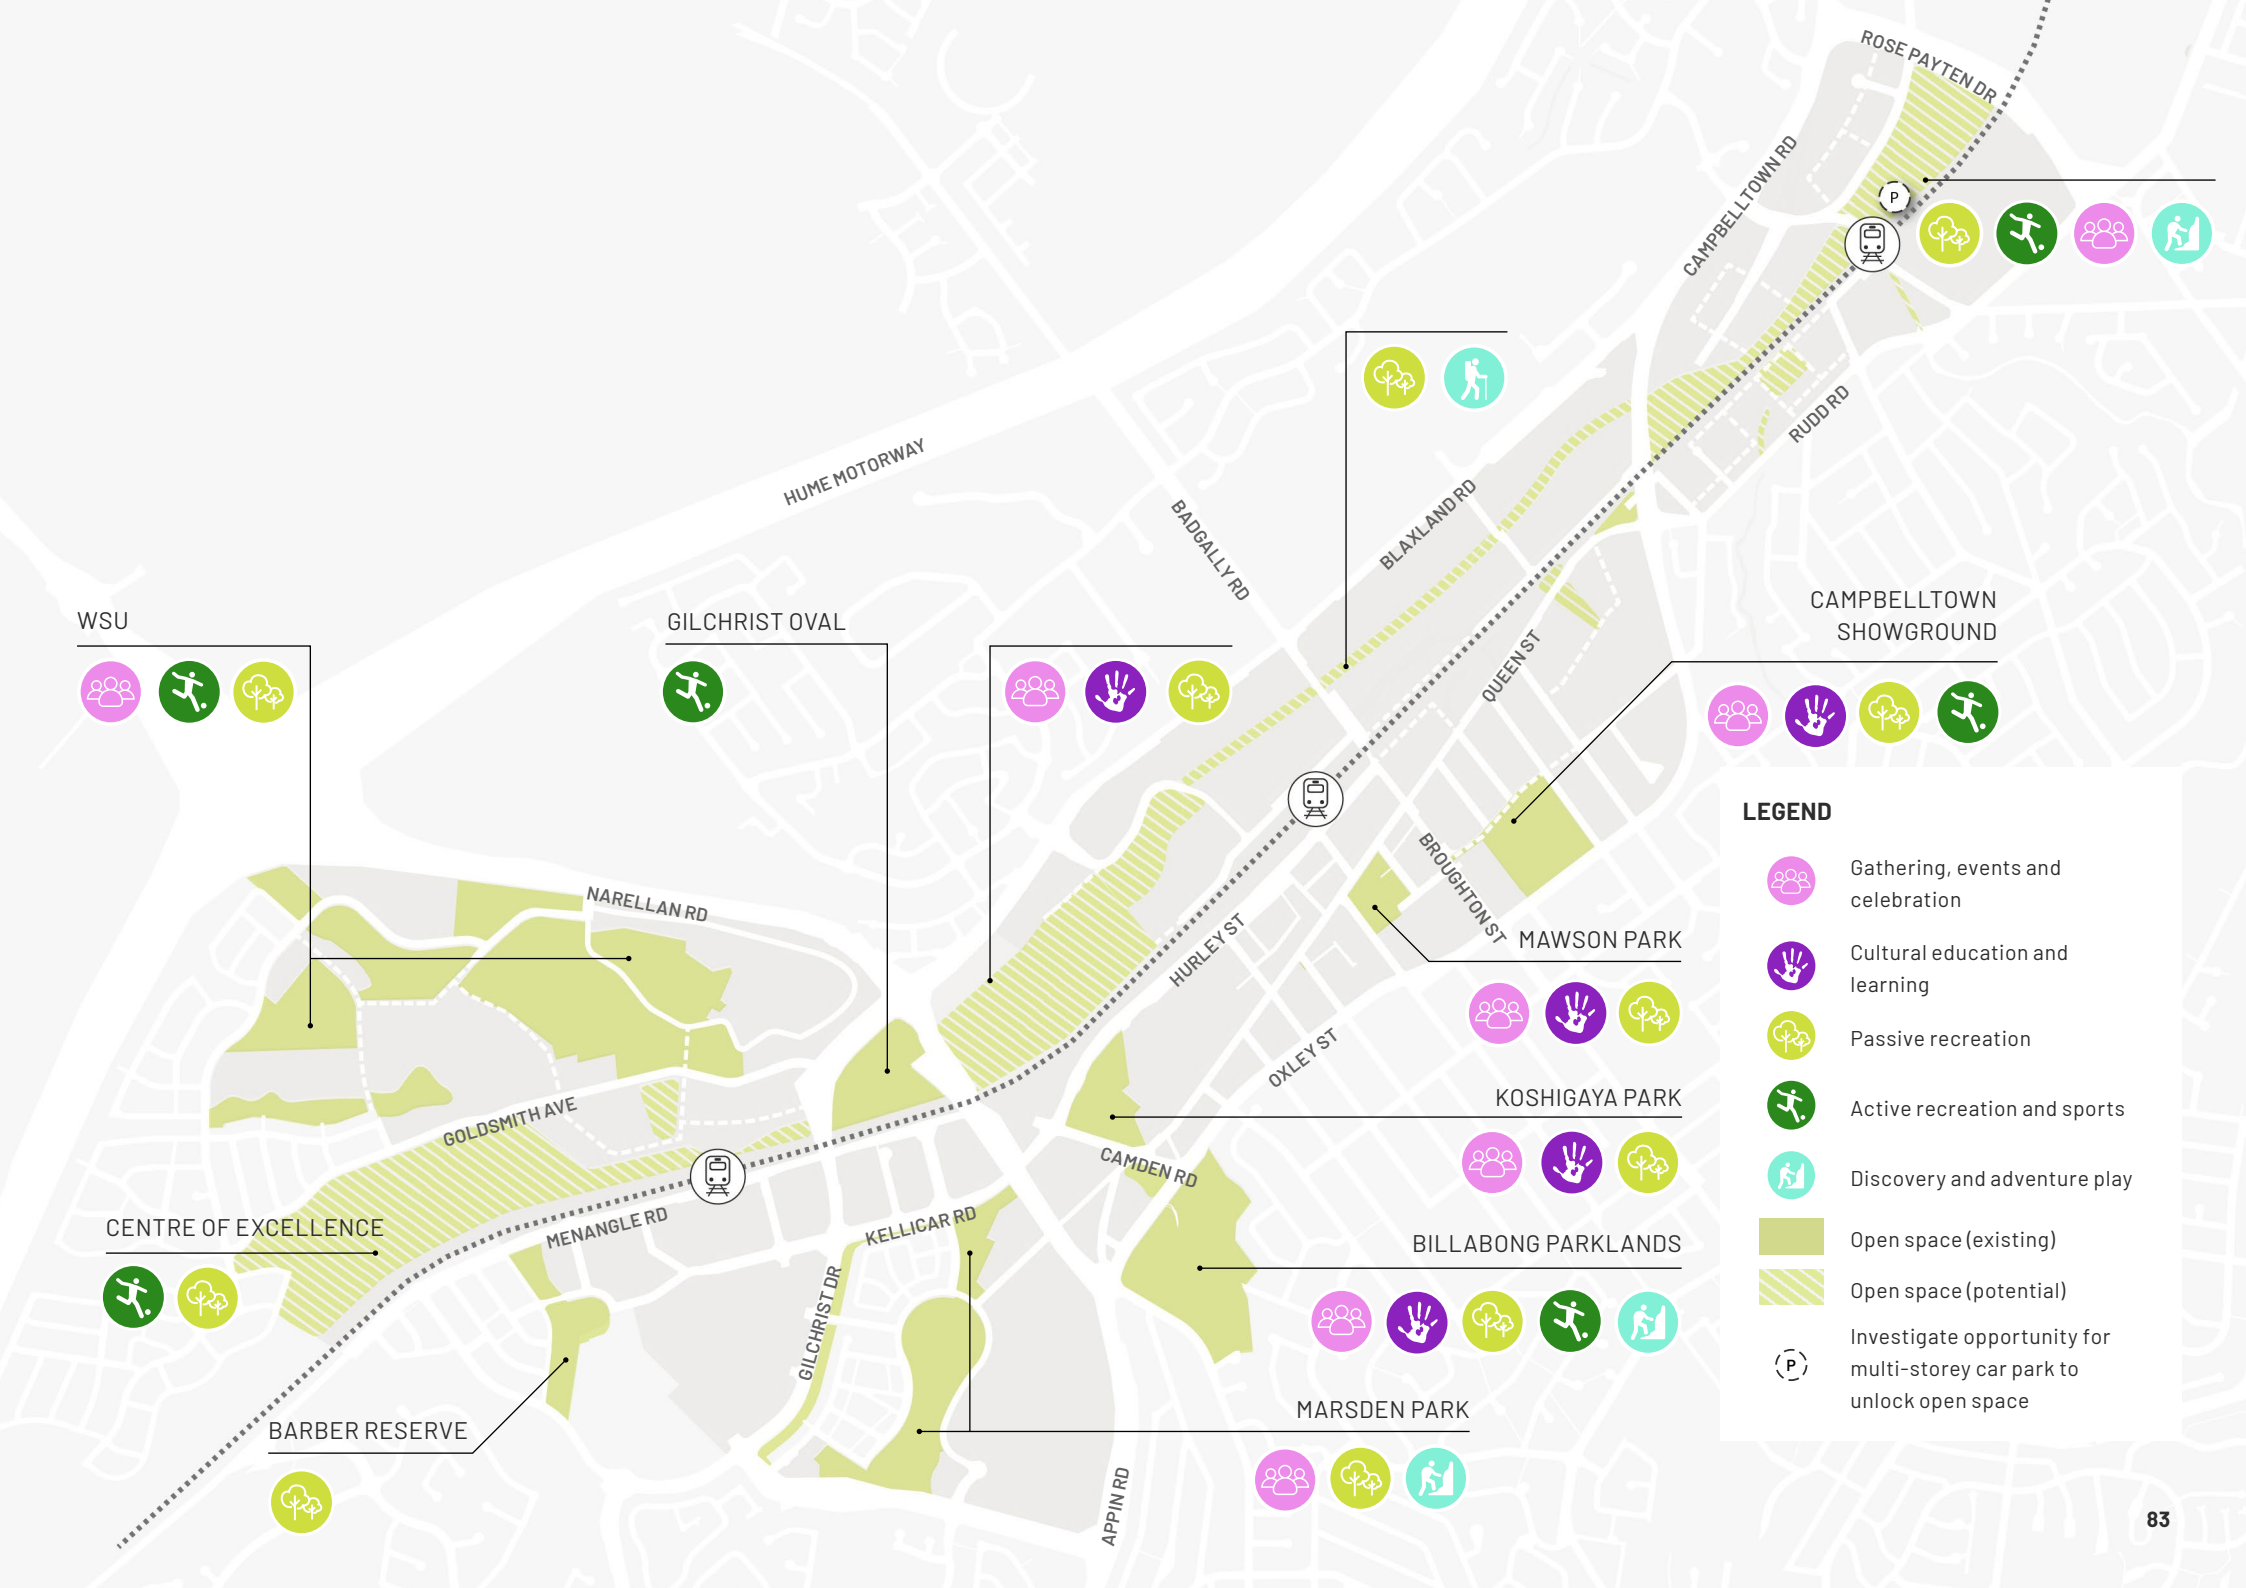 ROSE PAYTEN DR
CAMPBELLTOWN RD
P
RUDD RD
HUME MOTORWAY
BADGALLY RD
BLAXLAND RD
QUEEN ST
CAMPBELLTOWN
SHOWGROUND
WSU
GILCHRIST OVAL
NARELLAN RD
HURLEY ST
BROUGHTON ST
MAWSON PARK
OXLEY ST
KOSHIGAYA PARK
GOLDSMITH AVE
CAMDEN RD
CENTRE OF EXCELLENCE
MENANGLE RD
KELLICAR RD
BILLABONG PARKLANDS
GILCHRIST DR
BARBER RESERVE
MARSDEN PARK
APPIN RD
LEGEND
Gathering, events and
celebration
Cultural education and
learning
Passive recreation
Active recreation and sports
Discovery and adventure play
Open space (existing)
Open space (potential)
P
Investigate opportunity for
multi-storey car park to
unlock open space
83